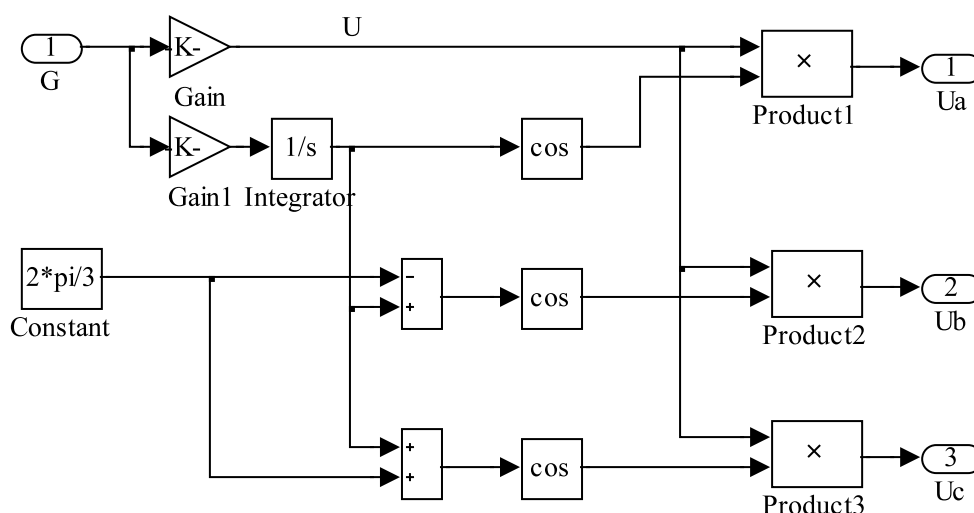 U
1
K-
×
1
G
Gain
Product1
Ua
K-
1/s
cos
Gain1
Integrator
2*pi/3
-
+
cos
×
2
Constant
Product2
Ub
+
+
cos
×
3
Product3
Uc